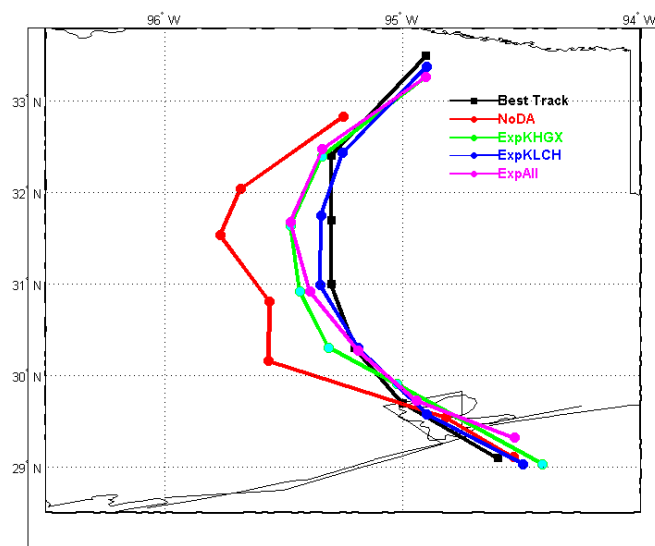 96° W 95° W 94° W
33° N
Best Track
NoDA
ExpKHGX
ExpKLCH
ExpAll
32° N
31° N
30° N
29° N